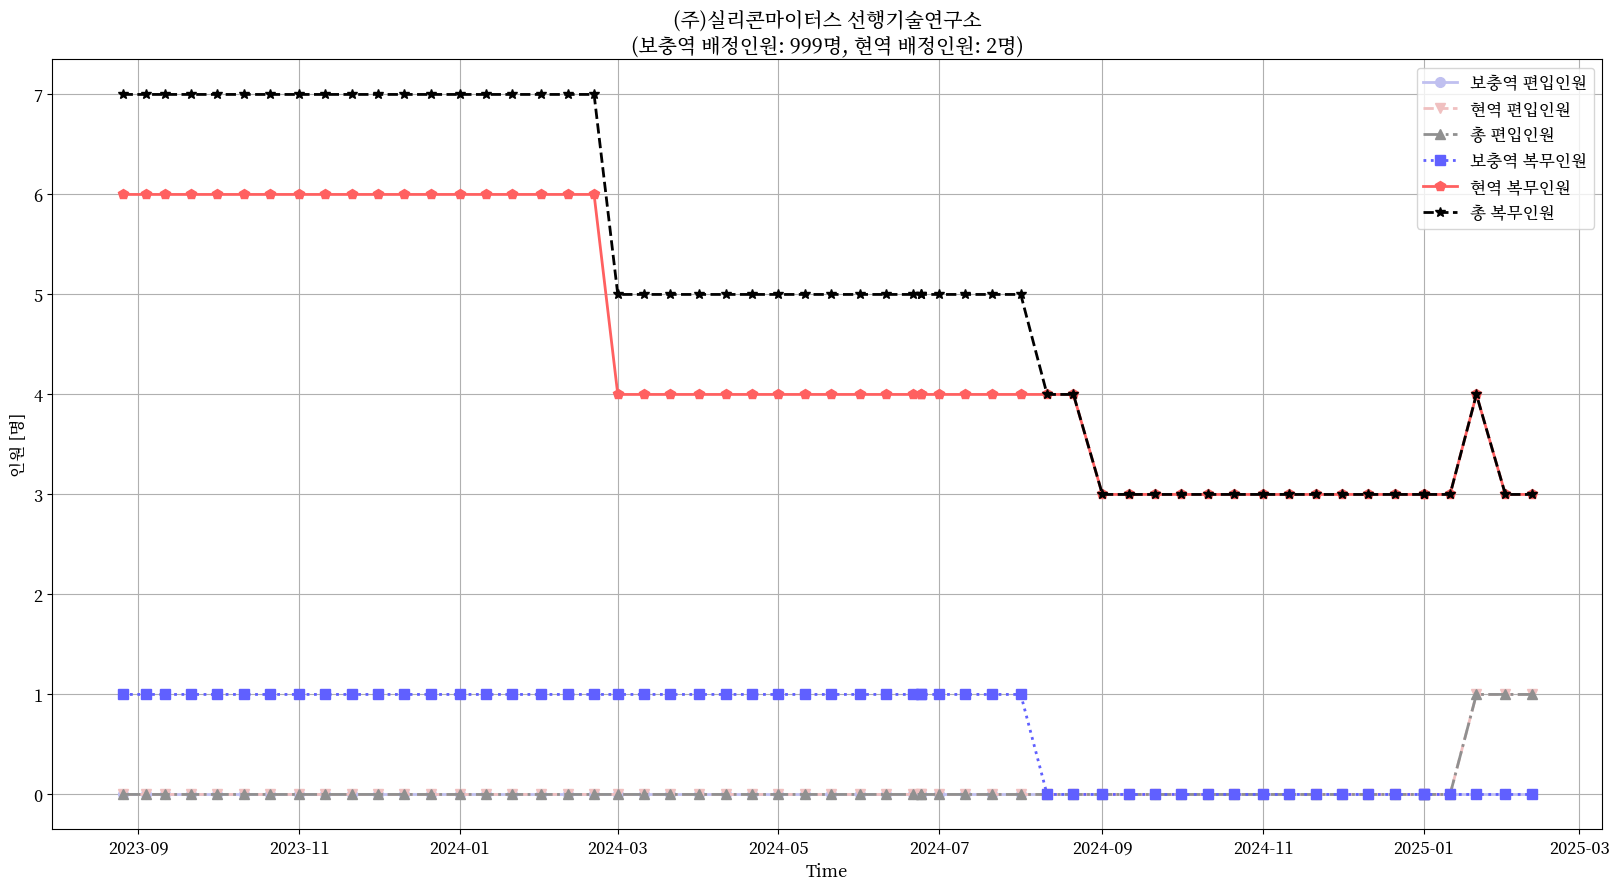 (주)실리콘마이터스 선행기술연구소
(보충역 배정인원: 999명, 현역 배정인원: 2명)
보충역 편입인원
현역 편입인원
총 편입인원
보충역 복무인원
현역 복무인원
총 복무인원
인원 [명]
7
6
5
4
3
2
1
0
2023-09
2023-11
2024-01
2024-03
2024-05
2024-07
2024-09
2024-11
2025-01
2025-03
Time